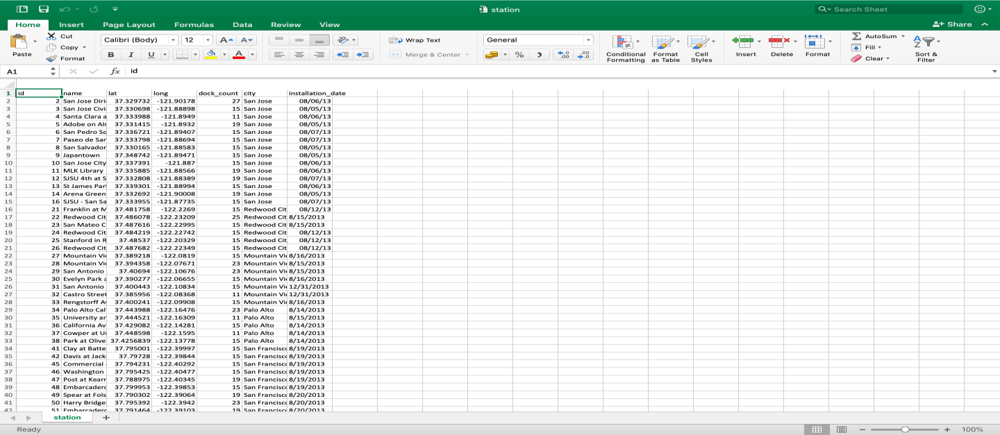 station
Search Sheet
Home Insert Page Layout Formulas Data Review View
Share
Paste
Cut
Copy
Format
Calibri (Body) 12
B I U
Wrap Text
Merge & Center
General
Conditional Formatting
Format as Table
Cell Styles
Insert
Delete
Format
AutoSum
Fill
Clear
Sort & Filter
A1 fx id
1 id name lat long dock_count city installation_date
2 2 San Jose Diri 37.329732 -121.90178 27 San Jose 08/06/13
3 3 San Jose Civi 37.330698 -121.88898 15 San Jose 08/05/13
4 4 Santa Clara a 37.333988 -121.8949 11 San Jose 08/06/13
5 5 Adobe on Al 37.331415 -121.8932 19 San Jose 08/05/13
6 6 San Pedro Sq 37.336721 -121.89407 15 San Jose 08/07/13
7 7 Paseo de San 37.333798 -121.88694 15 San Jose 08/07/13
8 8 San Salvador 37.330165 -121.88583 15 San Jose 08/05/13
9 9 Japantown 37.348742 -121.89471 15 San Jose 08/05/13
10 10 San Jose City 37.337391 -121.887 15 San Jose 08/06/13
11 11 MLK Library 37.335885 -121.88566 19 San Jose 08/06/13
12 12 SJSU 4th at S 37.332808 -121.88389 19 San Jose 08/07/13
13 13 St James Par 37.339301 -121.88994 15 San Jose 08/06/13
14 14 Arena Green 37.332692 -121.90008 19 San Jose 08/05/13
15 16 SJSU - San Sa 37.333955 -121.87735 15 San Jose 08/07/13
16 21 Franklin at M 37.481758 -122.2269 15 Redwood Cit 08/12/13
17 22 Redwood Cit 37.486078 -122.23209 25 Redwood Cit 8/15/2013
18 23 San Mateo C 37.487616 -122.22995 15 Redwood Cit 8/15/2013
19 24 Redwood Cit 37.484219 -122.22742 15 Redwood Cit 08/12/13
20 25 Stanford in R 37.48537 -122.20329 15 Redwood Cit 08/12/13
21 26 Redwood Cit 37.487682 -122.22349 15 Redwood Cit 08/12/13
22 27 Mountain Vi 37.389218 -122.0819 15 Mountain Vi 8/16/2013
23 28 Mountain Vi 37.394358 -122.07671 23 Mountain Vi 8/15/2013
24 29 San Antonio 37.40694 -122.10676 23 Mountain Vi 8/15/2013
25 30 Evelyn Park a 37.390277 -122.06655 15 Mountain Vi 8/16/2013
26 31 San Antonio 37.400443 -122.10834 15 Mountain Vi 12/31/2013
27 32 Castro Street 37.385956 -122.08368 11 Mountain Vi 12/31/2013
28 33 Rengstorff A 37.400241 -122.09908 15 Mountain Vi 8/16/2013
29 34 Palo Alto Cal 37.443988 -122.16476 23 Palo Alto 8/14/2013
30 35 University an 37.444521 -122.16309 11 Palo Alto 8/15/2013
31 36 California Av 37.429082 -122.14281 15 Palo Alto 8/14/2013
32 37 Cowper at U 37.448598 -122.1595 11 Palo Alto 8/14/2013
33 38 Park at Olive 37.4256839 -122.13778 15 Palo Alto 8/14/2013
34 41 Clay at Batte 37.795001 -122.39997 15 San Francisc 8/19/2013
35 42 Davis at Jack 37.79728 -122.39844 15 San Francisc 8/19/2013
36 45 Commercial 37.794231 -122.40292 15 San Francisc 8/19/2013
37 46 Washington 37.795425 -122.40477 15 San Francisc 8/19/2013
38 47 Post at Kearn 37.788975 -122.40345 19 San Francisc 8/19/2013
39 48 Embarcadero 37.799953 -122.39853 15 San Francisc 8/19/2013
40 49 Spear at Fols 37.790302 -122.39064 19 San Francisc 8/20/2013
41 50 Harry Bridge 37.795392 -122.3942 23 San Francisc 8/20/2013
42 51 Embarcadero 37.791464 -122.39103 19 San Francisc 8/20/2013
station
Ready 100%